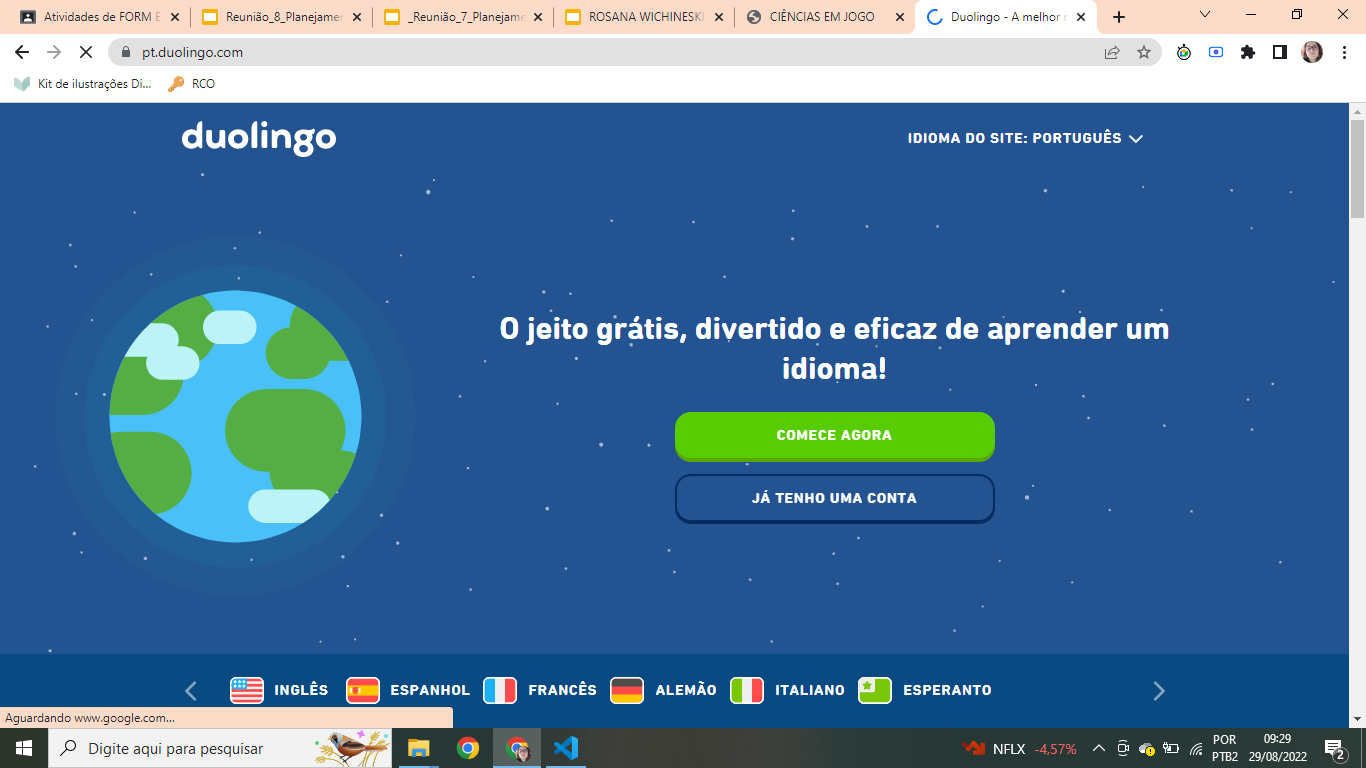 Atividades de FORM E
Reunião_8_Planejamen
_Reunião_7_Planejame
ROSANA WICHINESKI
CIÊNCIAS EM JOGO
Duolingo - A melhor
pt.duolingo.com
Kit de ilustrações Di...
RCO
duolingo
IDIOMA DO SITE: PORTUGUÊS
O jeito grátis, divertido e eficaz de aprender um
idioma!
COMECE AGORA
JÁ TENHO UMA CONTA
INGLÊS
ESPANHOL
FRANCÊS
ALEMÃO
ITALIANO
ESPERANTO
Aguardando www.google.com...
Digite aqui para pesquisar
NFLX -4,57%
POR
PTB2
09:29
29/08/2022
2